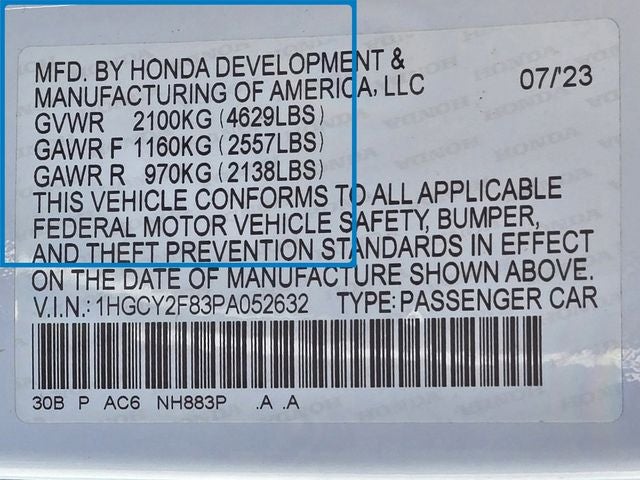 MFD. BY HONDA DEVELOPMENT &
MANUFACTURING OF AMERICA, LLC 07/'23
GVWR 2100KG (4629LBS)
GAWR F 1160KG (2557LBS)
GAWR R 970KG (2138LBS)
THIS VEHICLE CONFORMS TO ALL APPLICABLE
FEDERAL MOTOR VEHICLE SAFETY, BUMPER,
AND THEFT PREVENTION STANDARDS IN EFFECT
ON THE DATE OF MANUFACTURE SHOWN ABOVE.
V.I.N.: 1HGCY2F83PA052632 TYPE: PASSENGER CAR
30B P AC6 NH883P .A .A